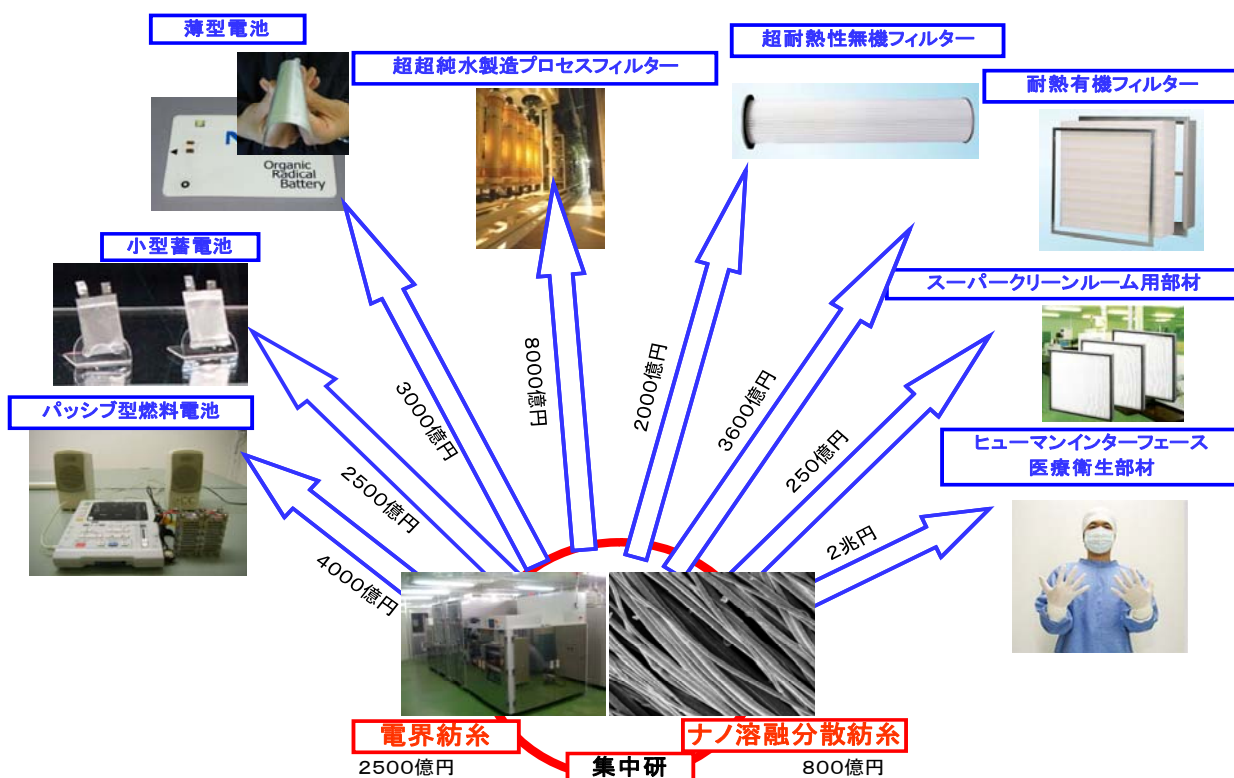 薄型電池
超超純水製造プロセスフィルター
超耐熱性無機フィルター
耐熱有機フィルター
Organic
Radical
Battery
小型蓄電池
スーパークリーンルーム用部材
パッシブ型燃料電池
ヒューマンインターフェース
医療衛生部材
4000億円
2500億円
3000億円
8000億円
2000億円
3600億円
250億円
2兆円
電界紡糸
ナノ溶融分散紡糸
2500億円
集中研
800億円